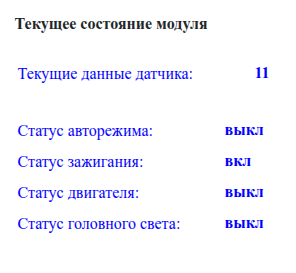 Текущее состояние модуля
Текущие данные датчика: 11
Статус авторежима: выкл
Статус зажигания: вкл
Статус двигателя: выкл
Статус головного света: выкл